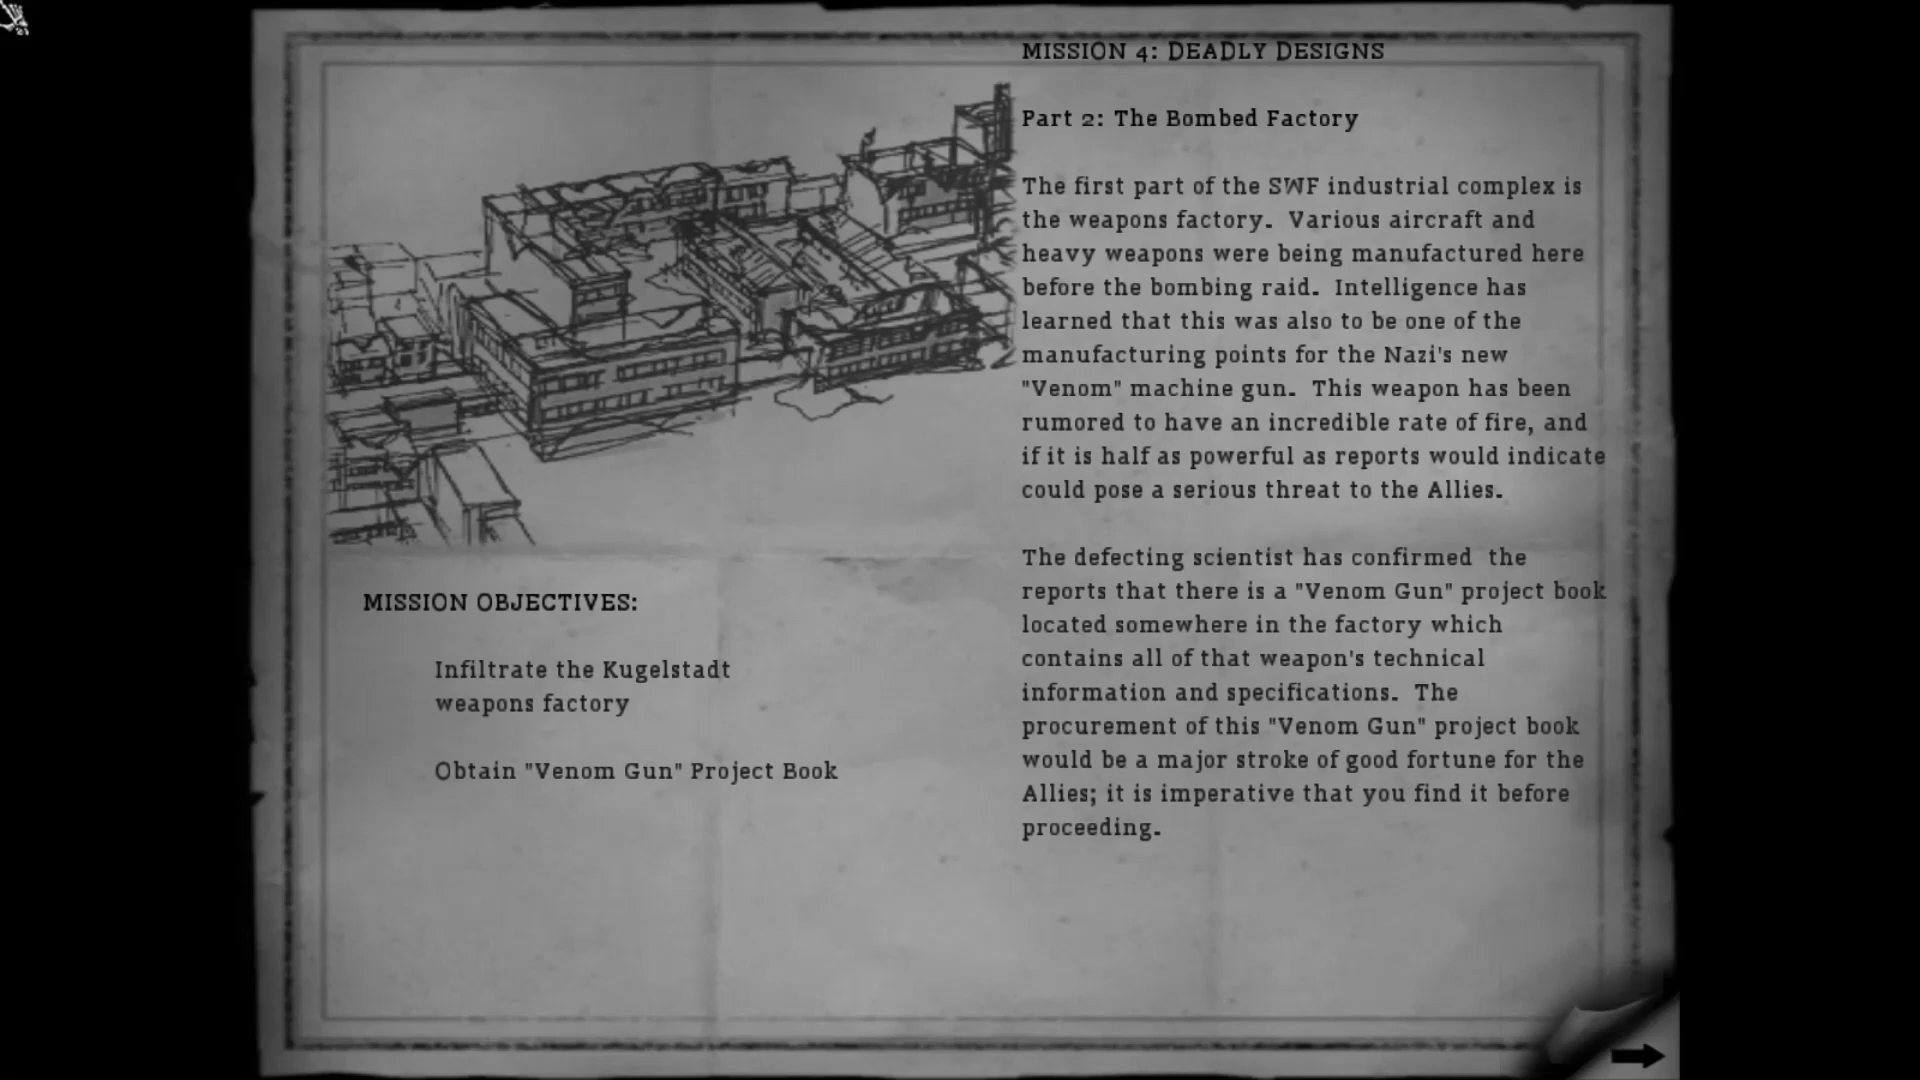 MISSION 4: DEADLY DESIGNS
Part 2: The Bombed Factory
The first part of the SWF industrial complex is
the weapons factory.  Various aircraft and
heavy weapons were being manufactured here
before the bombing raid.  Intelligence has
learned that this was also to be one of the
manufacturing points for the Nazi's new
"Venom" machine gun.  This weapon has been
rumored to have an incredible rate of fire, and
if it is half as powerful as reports would indicate
could pose a serious threat to the Allies.
The defecting scientist has confirmed  the
reports that there is a "Venom Gun" project book
located somewhere in the factory which
contains all of that weapon's technical
information and specifications.  The
procurement of this "Venom Gun" project book
would be a major stroke of good fortune for the
Allies; it is imperative that you find it before
proceeding.
MISSION OBJECTIVES:
Infiltrate the Kugelstadt
weapons factory
Obtain "Venom Gun" Project Book